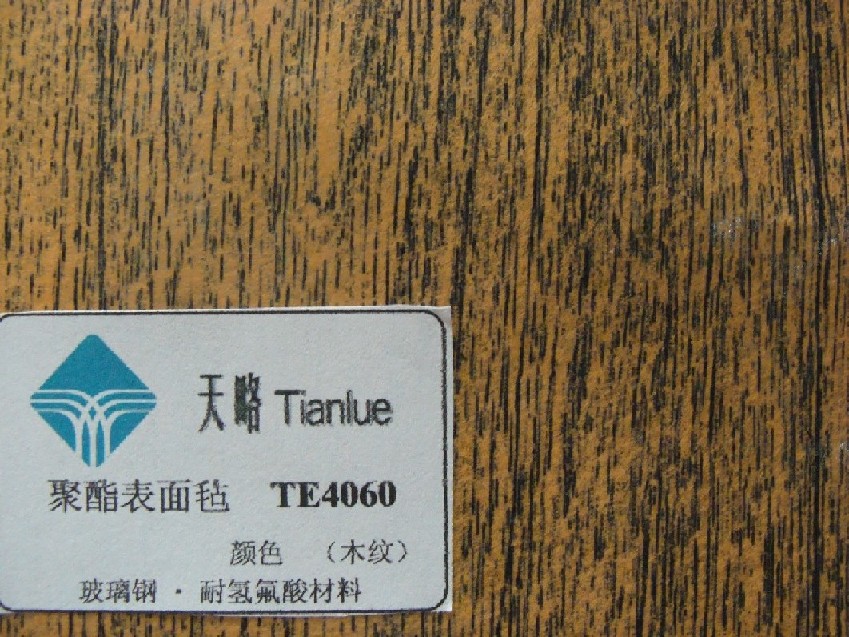 天略 Tianlue
聚酯表面毡 TE4060
颜色 （木纹）
玻璃钢 · 耐氢氟酸材料